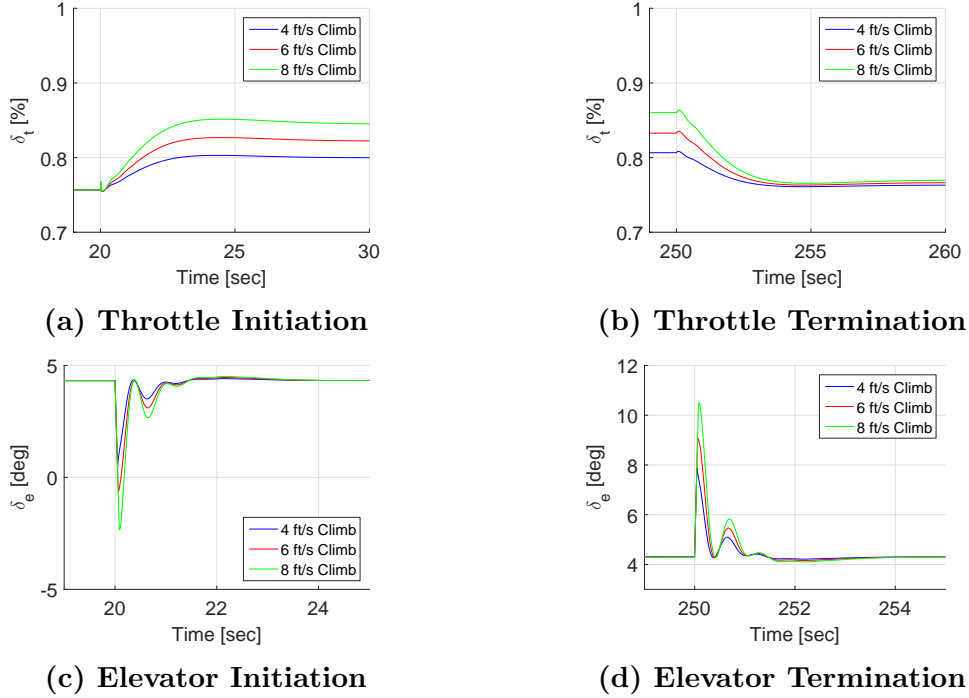 1
0.9
0.8
0.7
δt [%]
20 25 30
Time [sec]
4 ft/s Climb
6 ft/s Climb
8 ft/s Climb
(a) Throttle Initiation
1
0.9
0.8
0.7
δt [%]
250 255 260
Time [sec]
4 ft/s Climb
6 ft/s Climb
8 ft/s Climb
(b) Throttle Termination
5
0
-5
δe [deg]
20 22 24
Time [sec]
4 ft/s Climb
6 ft/s Climb
8 ft/s Climb
(c) Elevator Initiation
12
10
8
6
4
δe [deg]
250 252 254
Time [sec]
4 ft/s Climb
6 ft/s Climb
8 ft/s Climb
(d) Elevator Termination